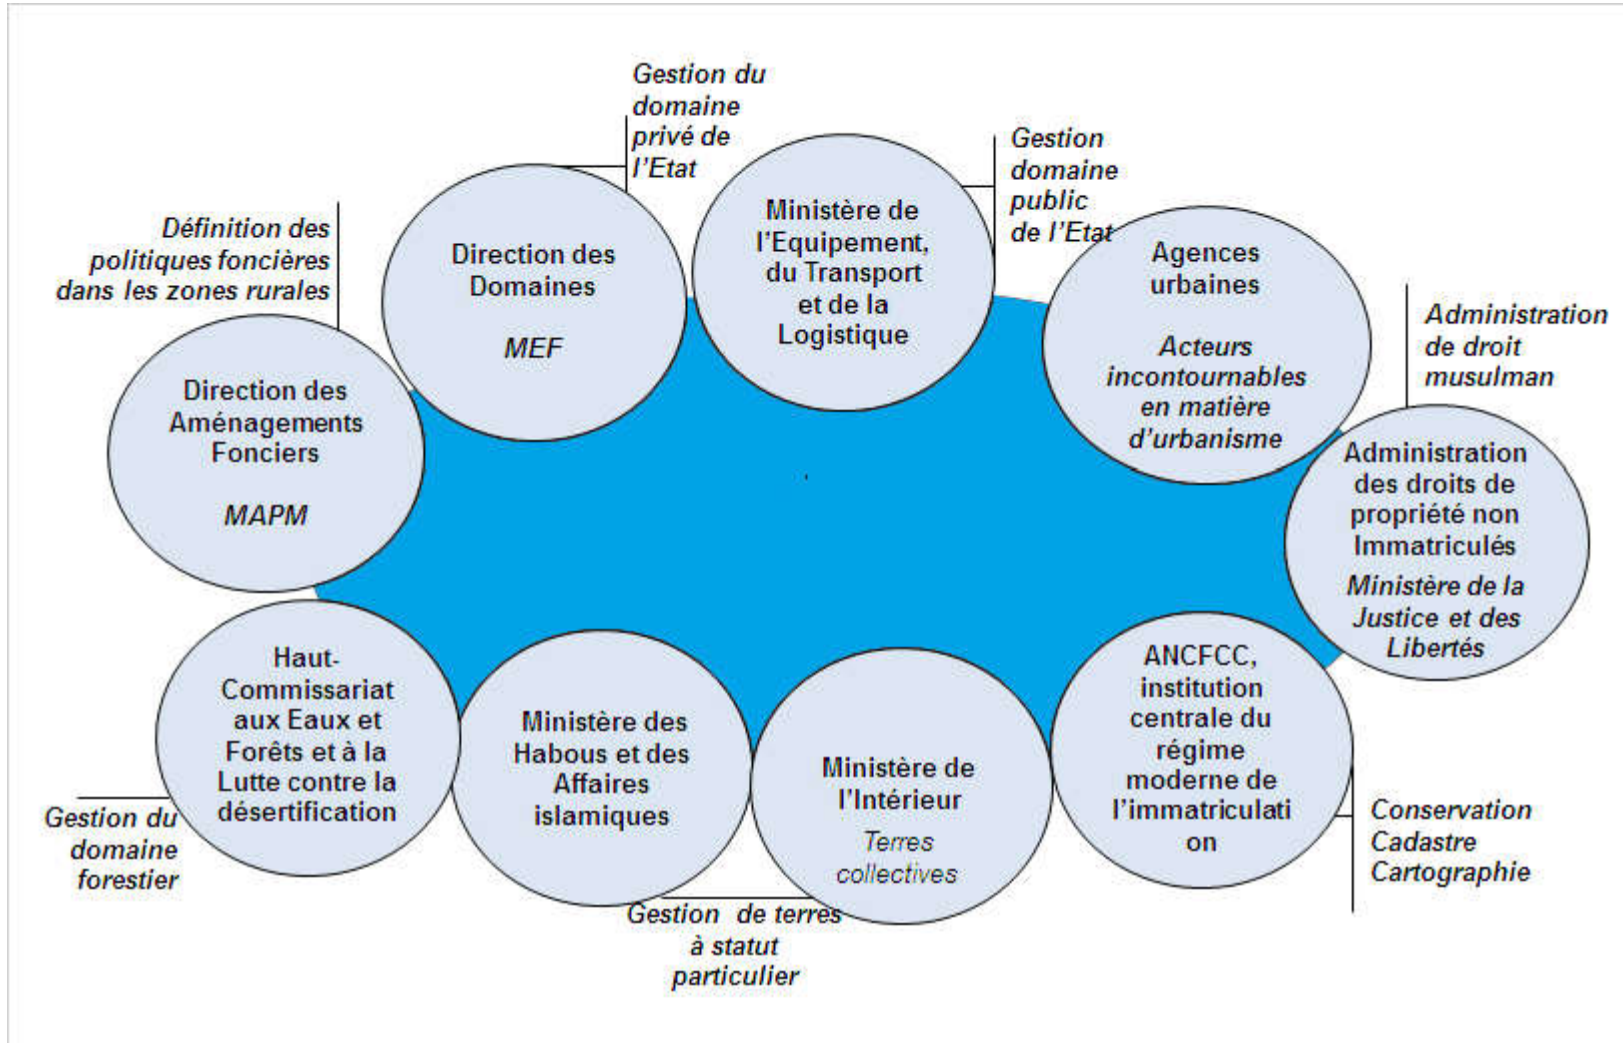 Gestion du
domaine
privé de
l'Etat
Gestion
domaine
public
de l'Etat
Définition des
politiques foncières
dans les zones rurales
Direction des
Domaines
MEF
Ministère de
l'Equipement,
du Transport
et de la
Logistique
Agences
urbaines
Acteurs
incontournables
en matière
d'urbanisme
Administration
de droit
musulman
Direction des
Aménagements
Fonciers
MAPM
Administration
des droits de
propriété non
Immatriculés
Ministère de la
Justice et des
Libertés
Haut-
Commissariat
aux Eaux et
Forêts et à la
Lutte contre la
désertification
Ministère des
Habous et des
Affaires
islamiques
Ministère de
l'Intérieur
Terres
collectives
ANCFCC,
institution
centrale du
régime
moderne de
l'immatriculati
on
Gestion du
domaine
forestier
Gestion de terres
à statut
particulier
Conservation
Cadastre
Cartographie